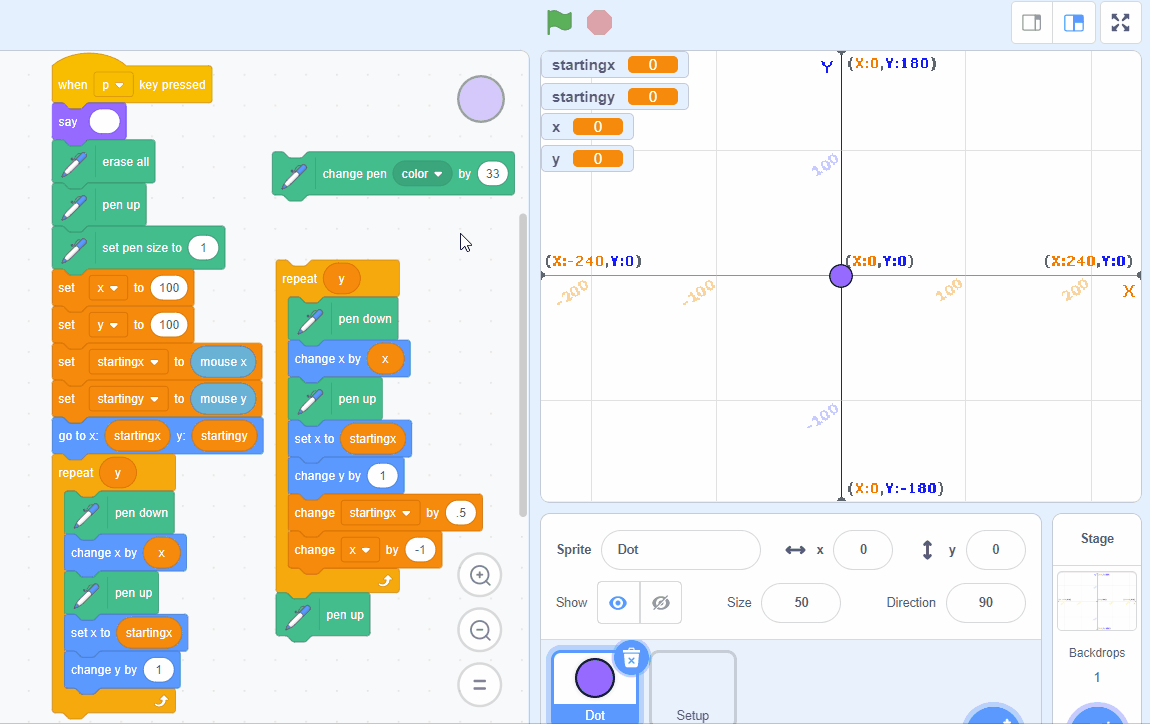 when p key pressed
say
erase all
pen up
set pen size to 1
set x to 100
set y to 100
set startingx to mouse x
set startingy to mouse y
go to x: startingx y: startingy
repeat y
pen down
change x by x
pen up
set x to startingx
change y by 1
change pen color by 33
repeat y
pen down
change x by x
pen up
set x to startingx
change y by 1
change startingx by .5
change x by -1
pen up
startingx 0
startingy 0
x 0
y 0
Y (X:0,Y:180)
100
(X:-240,Y:0) (X:0,Y:0) (X:240,Y:0)
-200 -100 100 200 X
-100
(X:0,Y:-180)
Sprite Dot x 0 y 0
Show Size 50 Direction 90
Dot
Setup
Stage
Backdrops
1